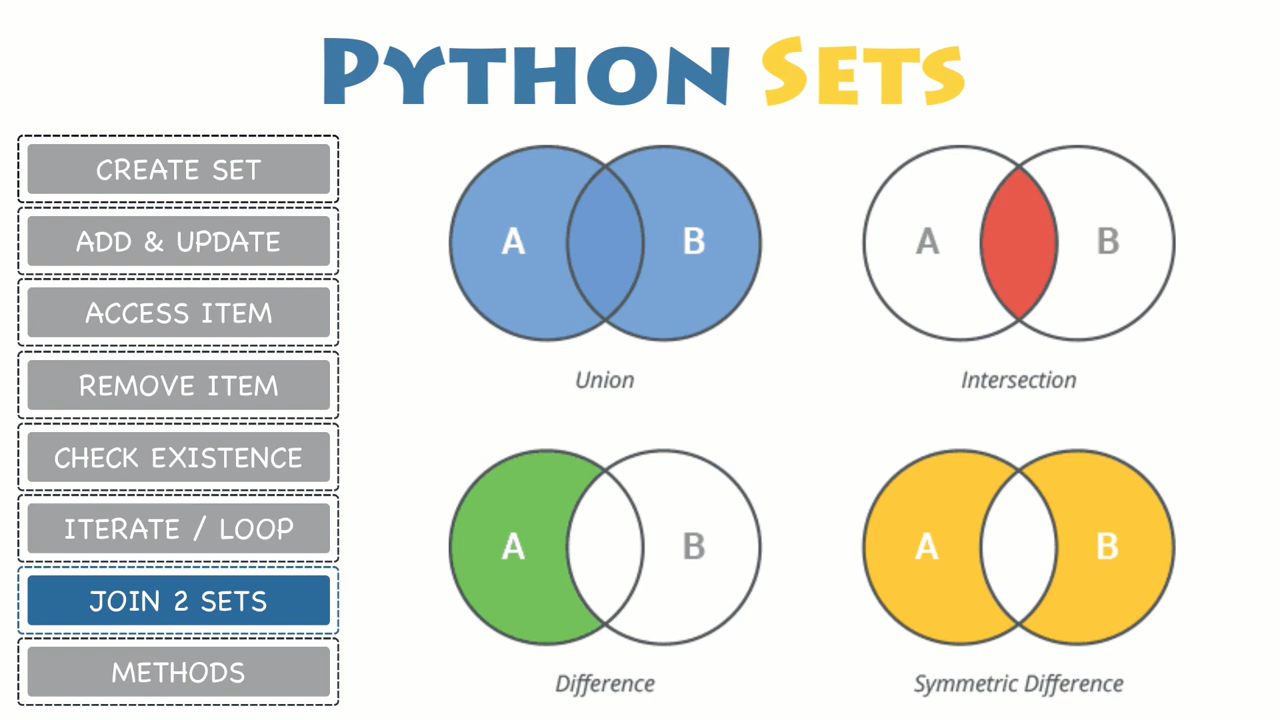 PYTHON SETS
CREATE SET
ADD & UPDATE
ACCESS ITEM
REMOVE ITEM
CHECK EXISTENCE
ITERATE / LOOP
JOIN 2 SETS
METHODS
A B
Union
A B
Intersection
A B
Difference
A B
Symmetric Difference